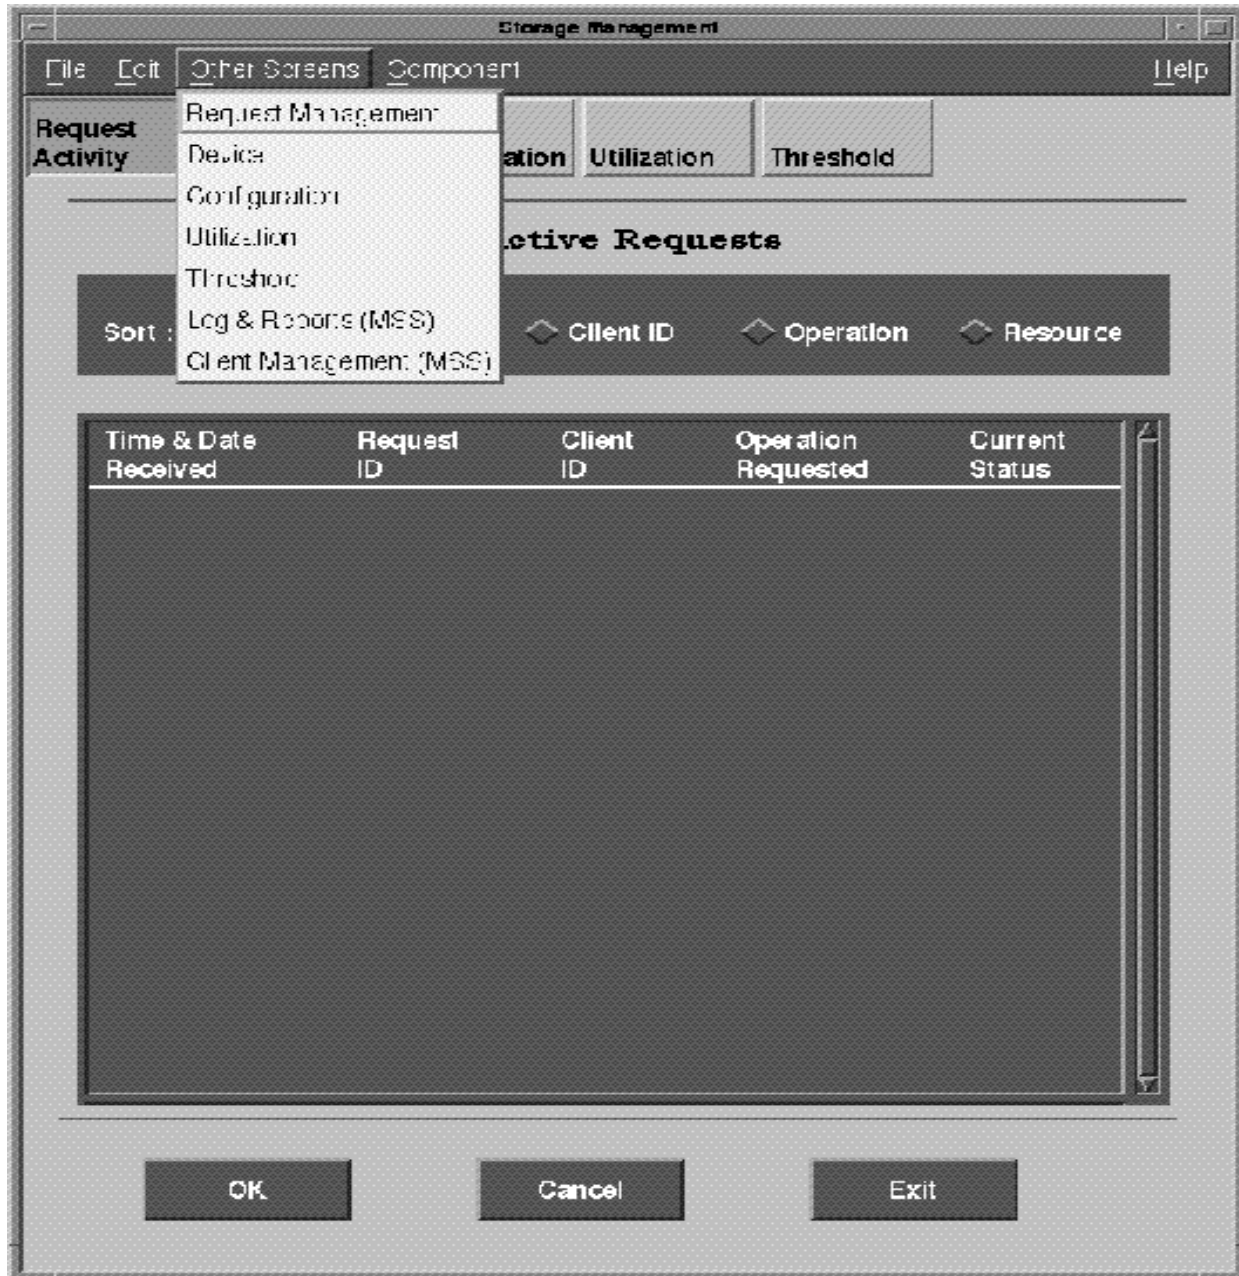 Storage Management
File Edit Other Screens Component Help
Request Management
Request
Activity
Device
ation Utilization Threshold
Configuration
Utilization
ctive Requests
Threshold
Log & Reports (MSS)
Sort : Client ID Operation Resource
Client Management (MSS)
Time & Date Request Client Operation Current
Received ID ID Requested Status
OK Cancel Exit